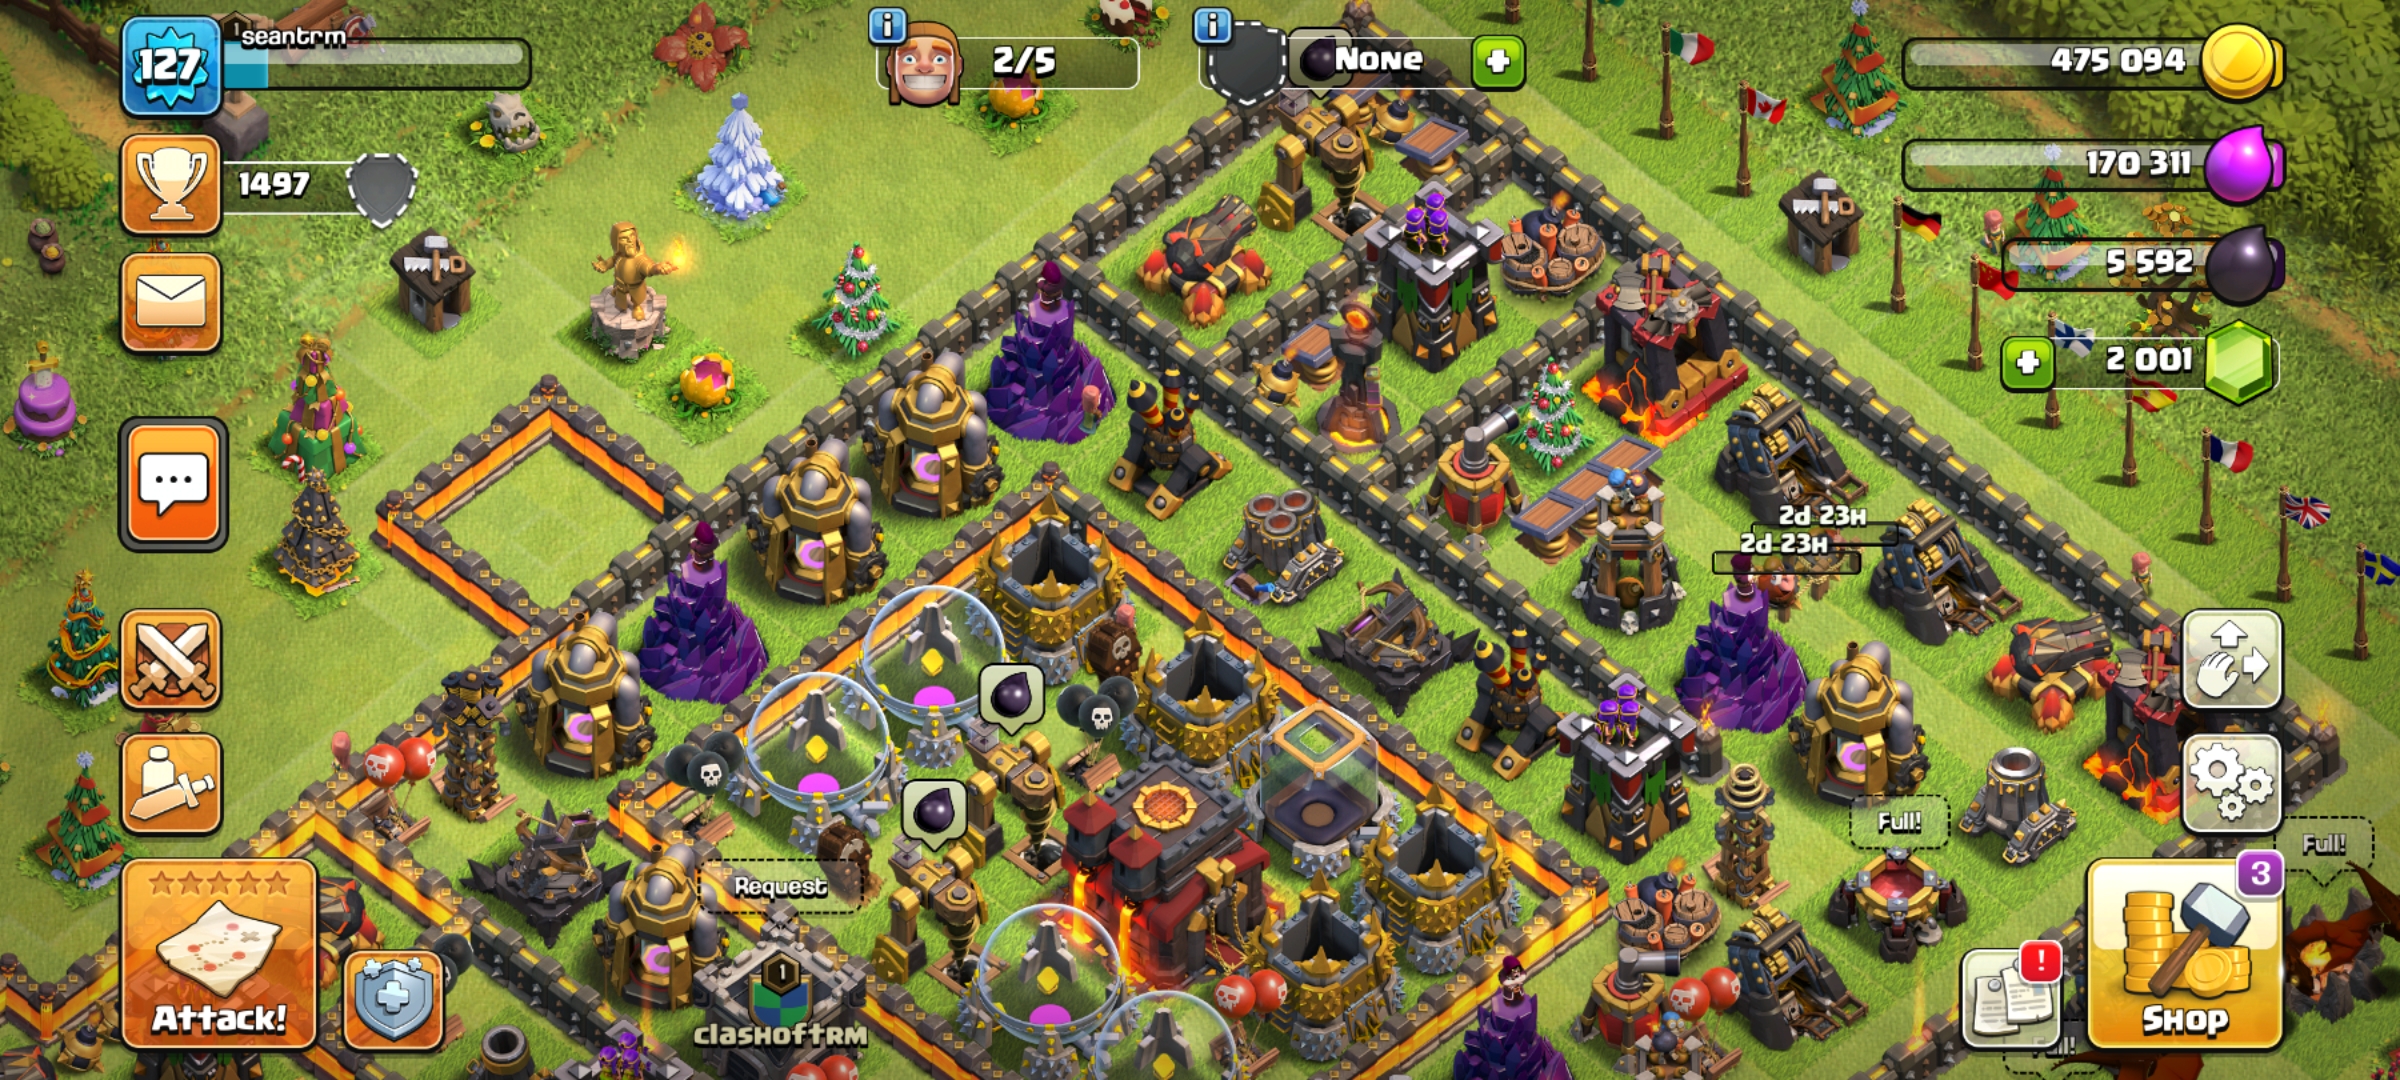 seantrm
127
2/5
None
475 094
1497
170 311
5 592
2 001
2d 23h
2d 23h
Full!
Full!
3
Request
1
Attack!
clashoftrm
!
Shop